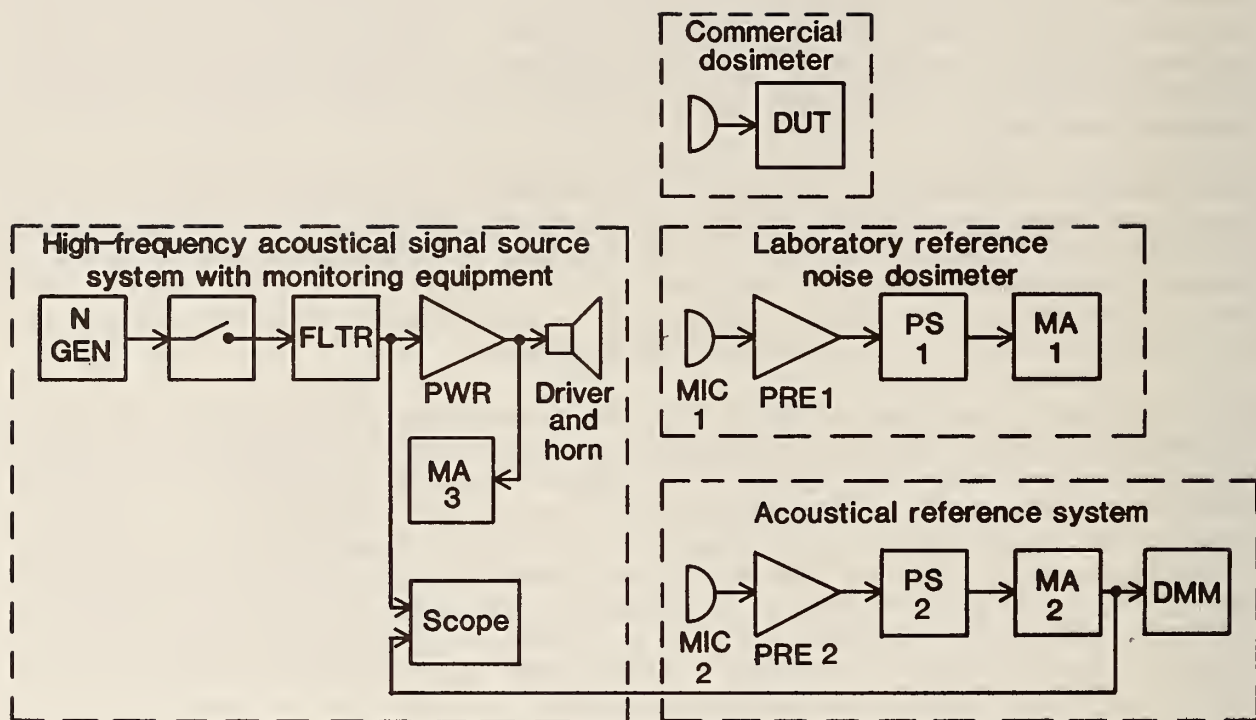 Commercial
dosimeter
DUT
High-frequency acoustical signal source
system with monitoring equipment
N
GEN
FLTR
PWR
Driver
and
horn
MA
3
Scope
Laboratory reference
noise dosimeter
MIC
1
PRE 1
PS
1
MA
1
Acoustical reference system
MIC
2
PRE 2
PS
2
MA
2
DMM